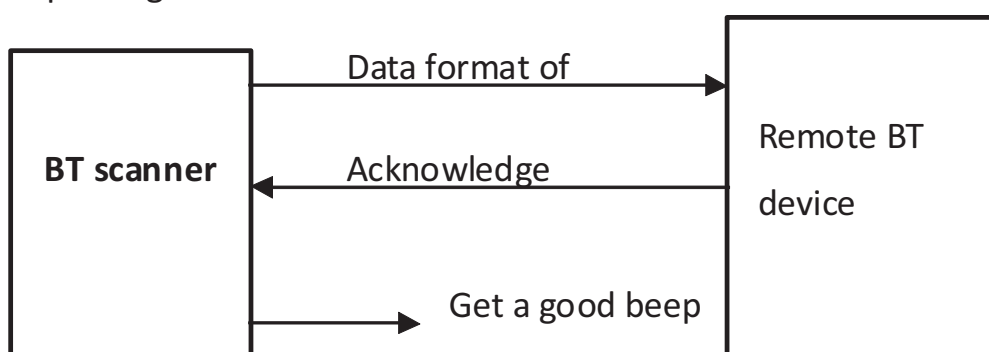 Data format of
Remote BT
device
BT scanner
Acknowledge
Get a good beep